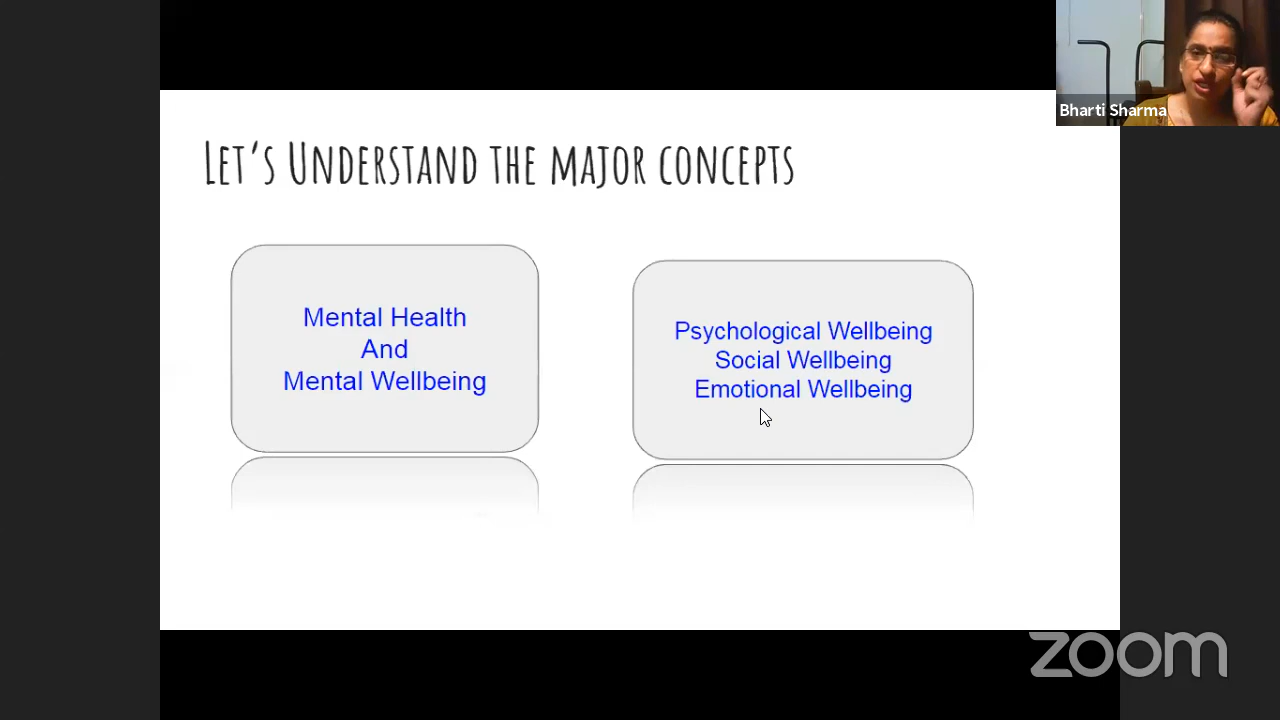 Bharti Sharma
Let's Understand the major concepts
Mental Health
And
Mental Wellbeing
Psychological Wellbeing
Social Wellbeing
Emotional Wellbeing
zoom